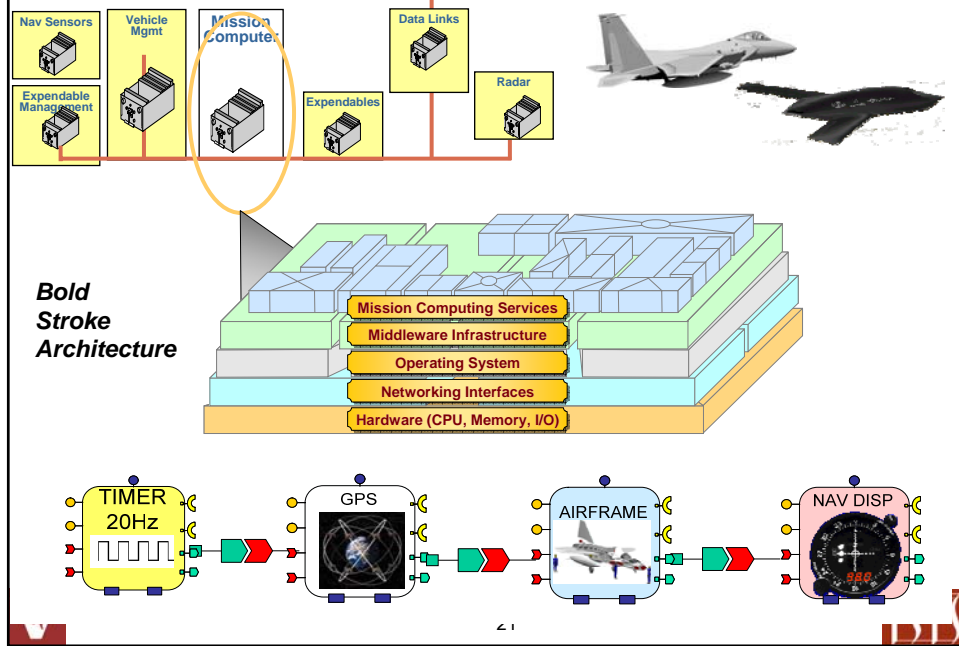 Nav Sensors
Vehicle
Mgmt
Mission
Computer
Data Links
Radar
Expendable
Management
Expendables
Bold
Stroke
Architecture
Mission Computing Services
Middleware Infrastructure
Operating System
Networking Interfaces
Hardware (CPU, Memory, I/O)
TIMER
20Hz
GPS
AIRFRAME
NAV DISP